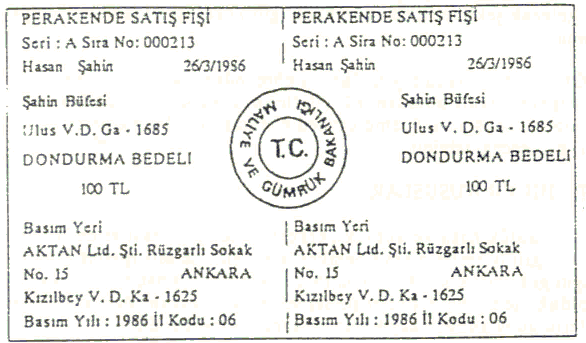 PERAKENDE SATIŞ FİŞİ
Seri : A Sıra No: 000213
Hasan Şahin 26/3/1986
Şahin Büfesi
Ulus V.D. Ga - 1685
DONDURMA BEDELİ
100 TL
Basım Yeri
AKTAN Ltd. Şti. Rüzgarlı Sokak
No. 15 ANKARA
Kızılbey V. D. Ka - 1625
Basım Yılı : 1986 İl Kodu : 06
MALİYE VE GÜMRÜK BAKANLIĞI
T.C.
PERAKENDE SATIŞ FİŞİ
Seri : A Sıra No: 000213
Hasan Şahin 26/3/1986
Şahin Büfesi
Ulus V.D. Ga - 1685
DONDURMA BEDELİ
100 TL
Basım Yeri
AKTAN Ltd. Şti. Rüzgarlı Sokak
No. 15 ANKARA
Kızılbey V. D. Ka - 1625
Basım Yılı : 1986 İl Kodu : 06